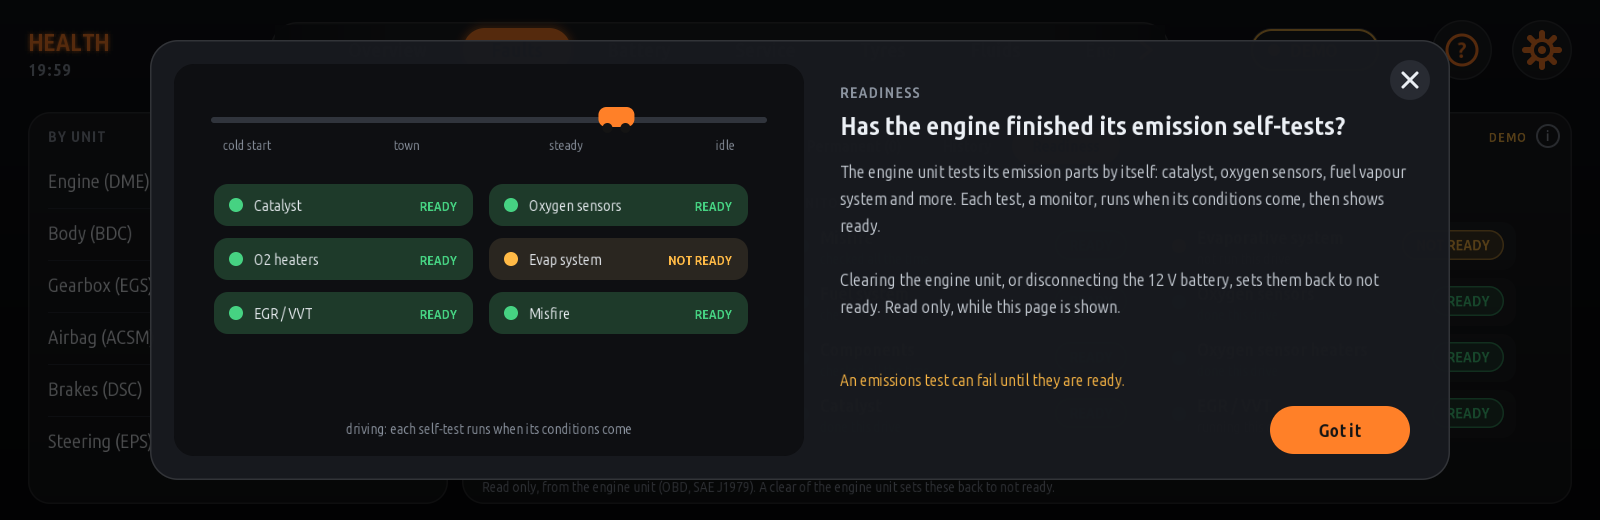 HEALTH
19:59
?
BY UNIT
Engine (DME)
Body (BDC)
Gearbox (EGS)
Airbag (ACSM
Brakes (DSC)
Steering (EPS)
cold start
town
steady
idle
Catalyst READY
Oxygen sensors READY
O2 heaters READY
Evap system NOT READY
EGR / VVT READY
Misfire READY
driving: each self-test runs when its conditions come
READINESS
Has the engine finished its emission self-tests?
The engine unit tests its emission parts by itself: catalyst, oxygen sensors, fuel vapour
system and more. Each test, a monitor, runs when its conditions come, then shows
ready.
Clearing the engine unit, or disconnecting the 12 V battery, sets them back to not
ready. Read only, while this page is shown.
An emissions test can fail until they are ready.
Got it
DEMO
i
READY
READY
READY
READY
Read only, from the engine unit (OBD, SAE J1979). A clear of the engine unit sets these back to not ready.